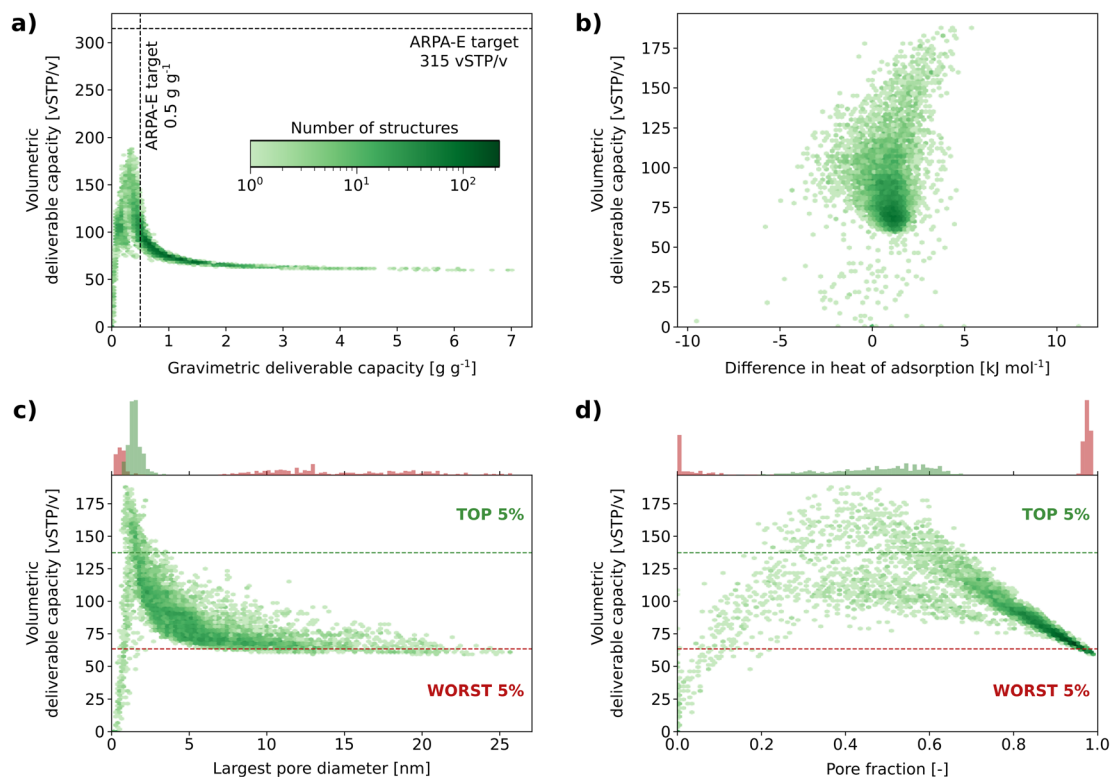 a)
300
250
200
150
100
50
0
Volumetric
deliverable capacity [vSTP/v]
ARPA-E target
0.5 g g⁻¹
ARPA-E target
315 vSTP/v
Number of structures
10⁰
10¹
10²
0 1 2 3 4 5 6 7
Gravimetric deliverable capacity [g g⁻¹]
b)
175
150
125
100
75
50
25
0
Volumetric
deliverable capacity [vSTP/v]
-10 -5 0 5 10
Difference in heat of adsorption [kJ mol⁻¹]
c)
175
150
125
100
75
50
25
0
Volumetric
deliverable capacity [vSTP/v]
TOP 5%
WORST 5%
0 5 10 15 20 25
Largest pore diameter [nm]
d)
175
150
125
100
75
50
25
0
Volumetric
deliverable capacity [vSTP/v]
TOP 5%
WORST 5%
0.0 0.2 0.4 0.6 0.8 1.0
Pore fraction [-]